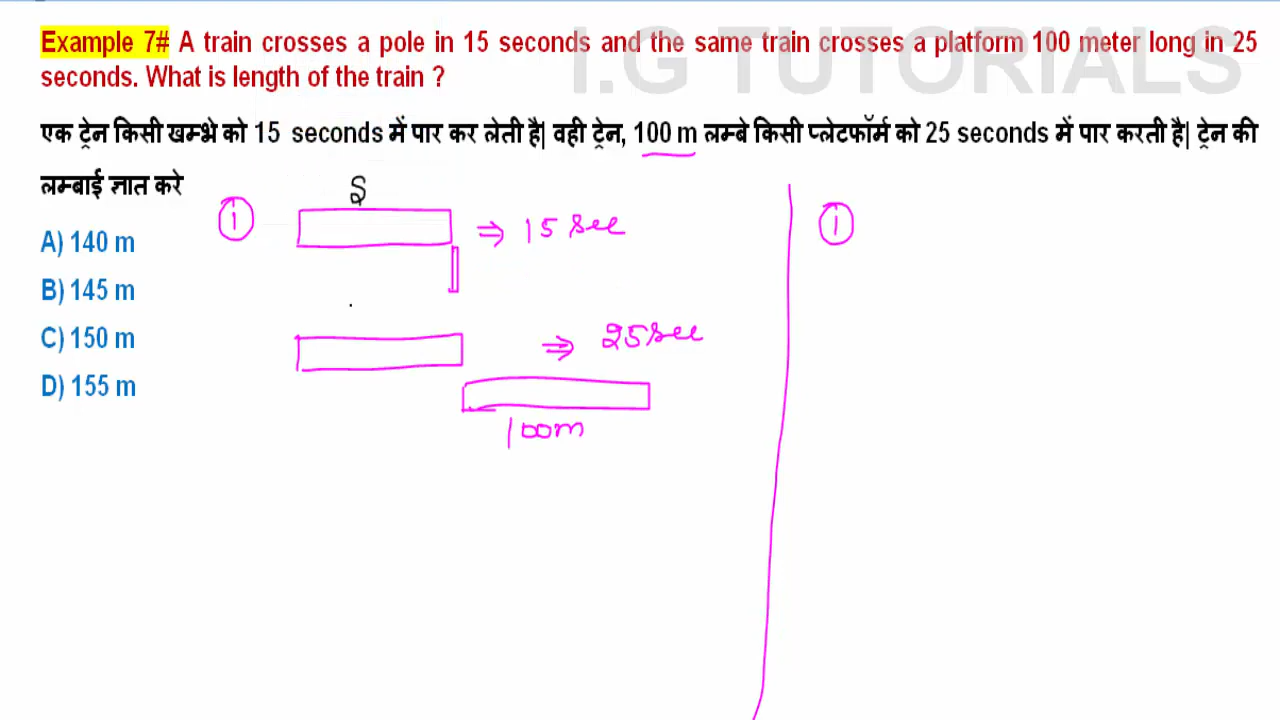 Example 7# A train crosses a pole in 15 seconds and the same train crosses a platform 100 meter long in 25
seconds. What is length of the train ?
I.G TUTORIALS
एक ट्रेन किसी खम्भे को 15 seconds में पार कर लेती है| वही ट्रेन, 100 m लम्बे किसी प्लेटफॉर्म को 25 seconds में पार करती है| ट्रेन की
लम्बाई ज्ञात करे
A) 140 m
B) 145 m
C) 150 m
D) 155 m
1
⇒ 15 sec
⇒ 25 sec
100m
1